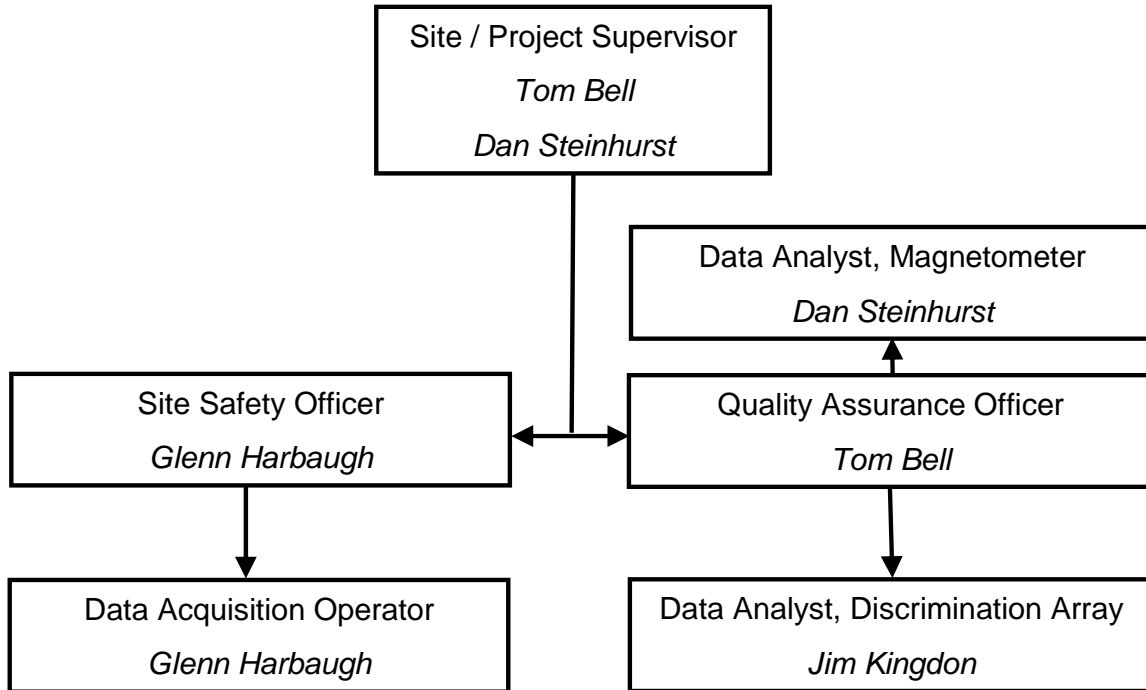 Site / Project Supervisor
Tom Bell
Dan Steinhurst
Data Analyst, Magnetometer
Dan Steinhurst
Site Safety Officer
Glenn Harbaugh
Quality Assurance Officer
Tom Bell
Data Acquisition Operator
Glenn Harbaugh
Data Analyst, Discrimination Array
Jim Kingdon